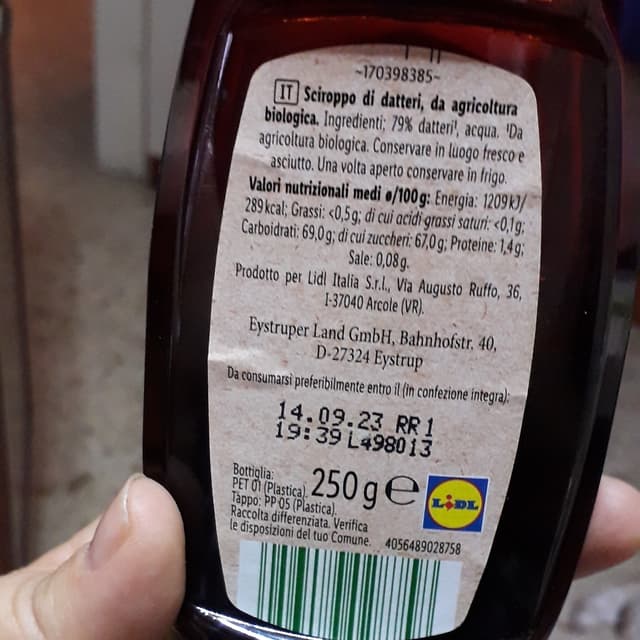 ~170398385~
IT Sciroppo di datteri, da agricoltura
biologica. Ingredienti: 79% datteri¹, acqua. ¹Da
agricoltura biologica. Conservare in luogo fresco e
asciutto. Una volta aperto conservare in frigo.
Valori nutrizionali medi ø/100g: Energia: 1209kJ/
289kcal; Grassi: <0,5g; di cui acidi grassi saturi: <0,1g;
Carboidrati: 69,0g; di cui zuccheri: 67,0g; Proteine: 1,4g;
Sale: 0,08g.
Prodotto per Lidl Italia S.r.l., Via Augusto Ruffo, 36,
I-37040 Arcole (VR).
Eystruper Land GmbH, Bahnhofstr. 40,
D-27324 Eystrup
Da consumarsi preferibilmente entro il (in confezione integra):
14.09.23 RR1
19:39 L498013
Bottiglia:
PET 01 (Plastica).
Tappo: PP 05 (Plastica).
Raccolta differenziata. Verifica
le disposizioni del tuo Comune.
250 g e
LIDL
4056489028758